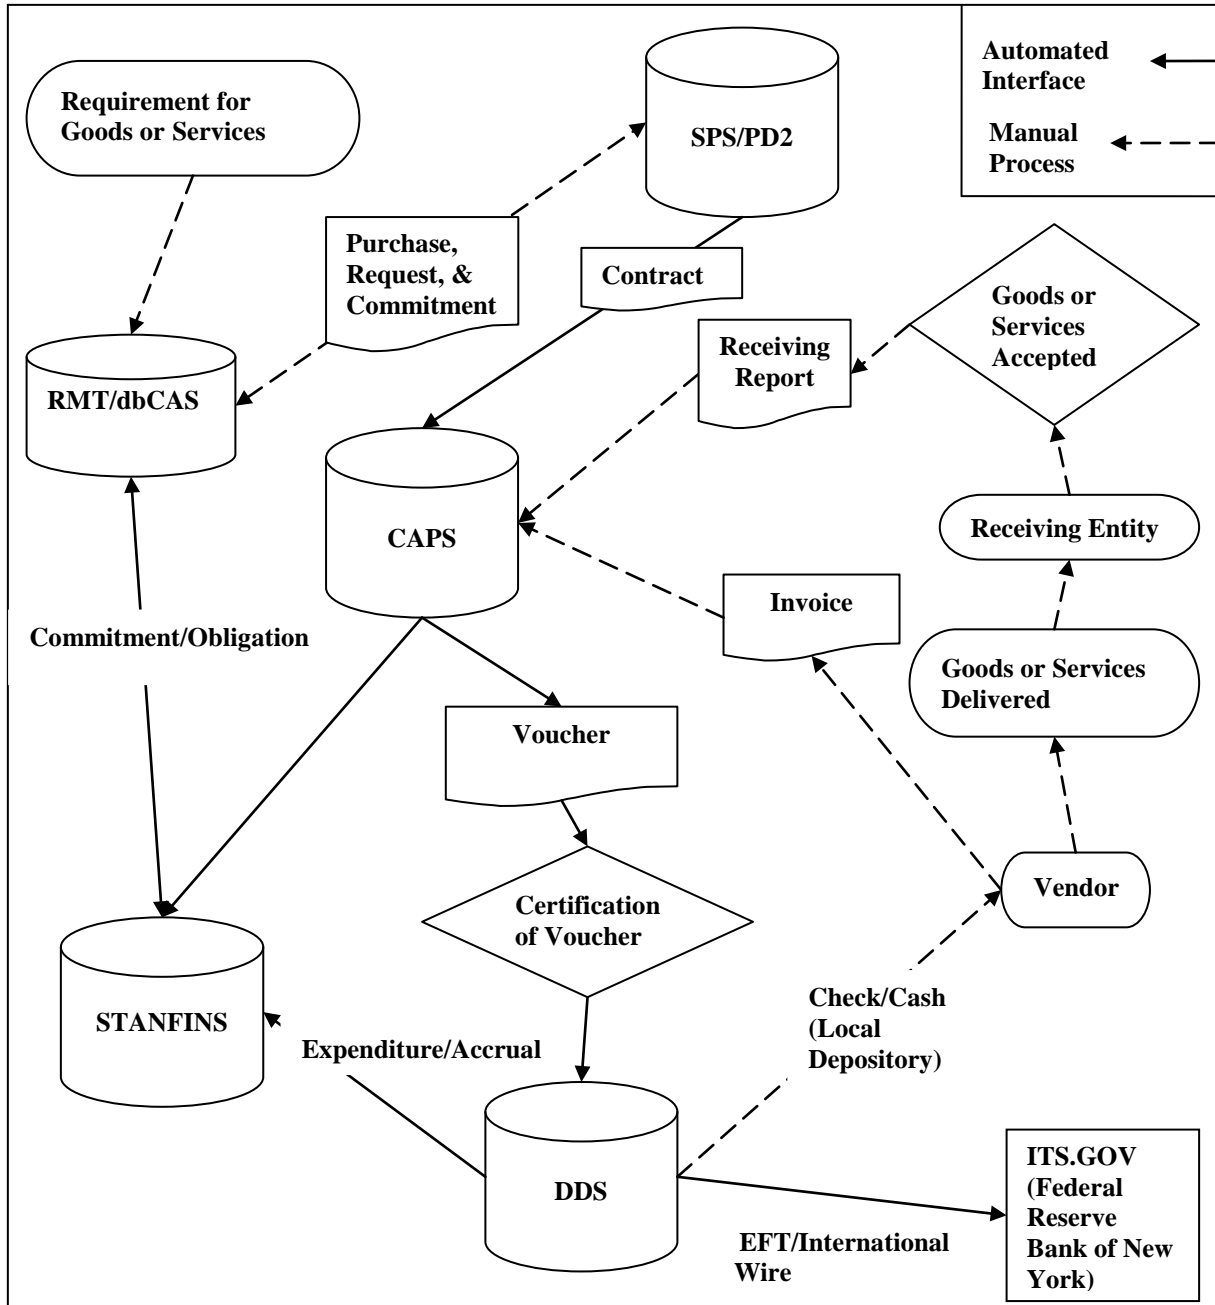 Requirement for
Goods or Services
SPS/PD2
Automated
Interface
Manual
Process
Purchase,
Request, &
Commitment
Contract
Goods or
Services
Accepted
Receiving
Report
RMT/dbCAS
CAPS
Receiving Entity
Invoice
Commitment/Obligation
Goods or Services
Delivered
Voucher
Vendor
Certification
of Voucher
STANFINS
Expenditure/Accrual
Check/Cash
(Local
Depository)
DDS
EFT/International
Wire
ITS.GOV
(Federal
Reserve
Bank of New
York)